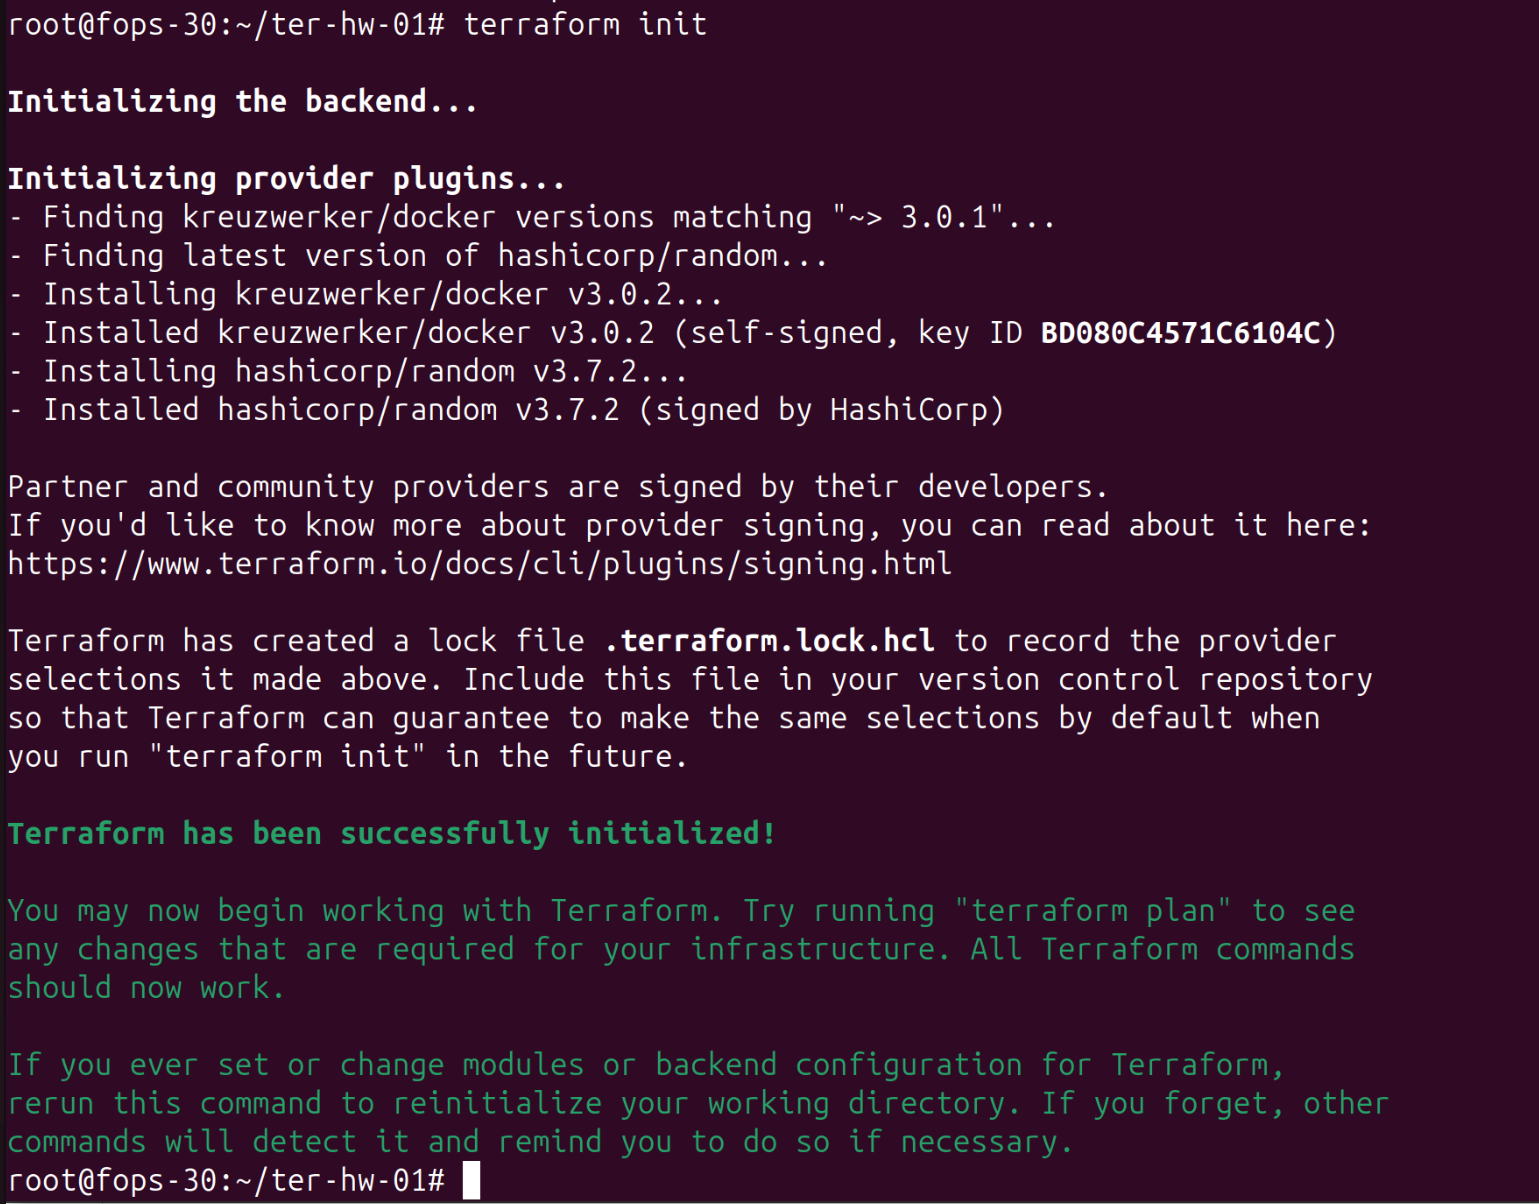 root@fops-30:~/ter-hw-01# terraform init
Initializing the backend...
Initializing provider plugins...
- Finding kreuzwerker/docker versions matching "~> 3.0.1"...
- Finding latest version of hashicorp/random...
- Installing kreuzwerker/docker v3.0.2...
- Installed kreuzwerker/docker v3.0.2 (self-signed, key ID BD080C4571C6104C)
- Installing hashicorp/random v3.7.2...
- Installed hashicorp/random v3.7.2 (signed by HashiCorp)
Partner and community providers are signed by their developers.
If you'd like to know more about provider signing, you can read about it here:
https://www.terraform.io/docs/cli/plugins/signing.html
Terraform has created a lock file .terraform.lock.hcl to record the provider
selections it made above. Include this file in your version control repository
so that Terraform can guarantee to make the same selections by default when
you run "terraform init" in the future.
Terraform has been successfully initialized!
You may now begin working with Terraform. Try running "terraform plan" to see
any changes that are required for your infrastructure. All Terraform commands
should now work.
If you ever set or change modules or backend configuration for Terraform,
rerun this command to reinitialize your working directory. If you forget, other
commands will detect it and remind you to do so if necessary.
root@fops-30:~/ter-hw-01#